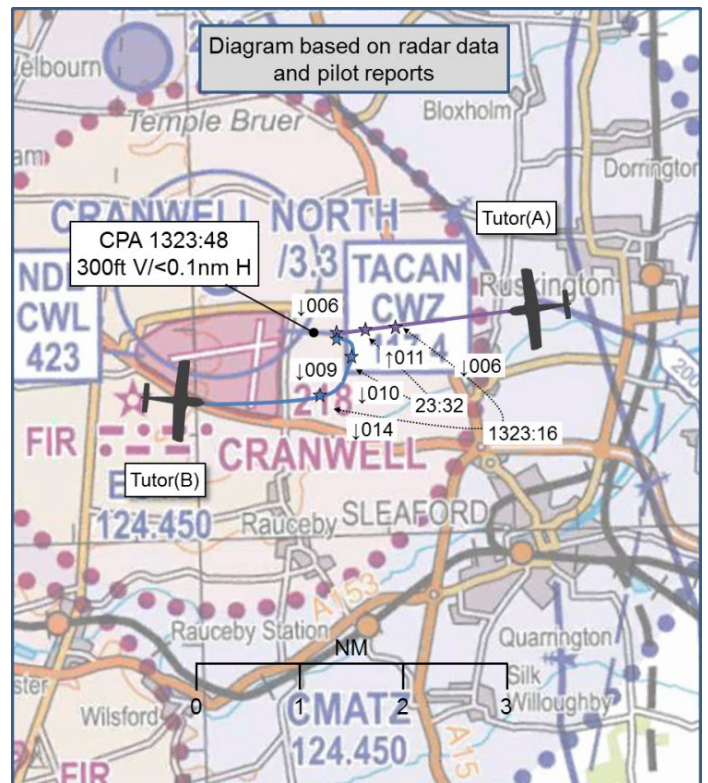 Diagram based on radar data
and pilot reports
Welbourn
Temple Bruer
Bloxholm
Dorrington
Tutor(A)
CRANWELL NORTH
/3.3
CPA 1323:48
300ft V/<0.1nm H
NDB
CWL
423
TACAN
CWZ
Ruskington
↓006
↑011
↓006
↓009
↓010
23:32
200
218
↓014
1323:16
FIR
CRANWELL
Tutor(B)
124.450
Rauceby
SLEAFORD
A153
Rauceby Station
NM
Quarrington
0
1
2
3
Silk
Willoughby
Wilsford
CMATZ
124.450
A15
FIR